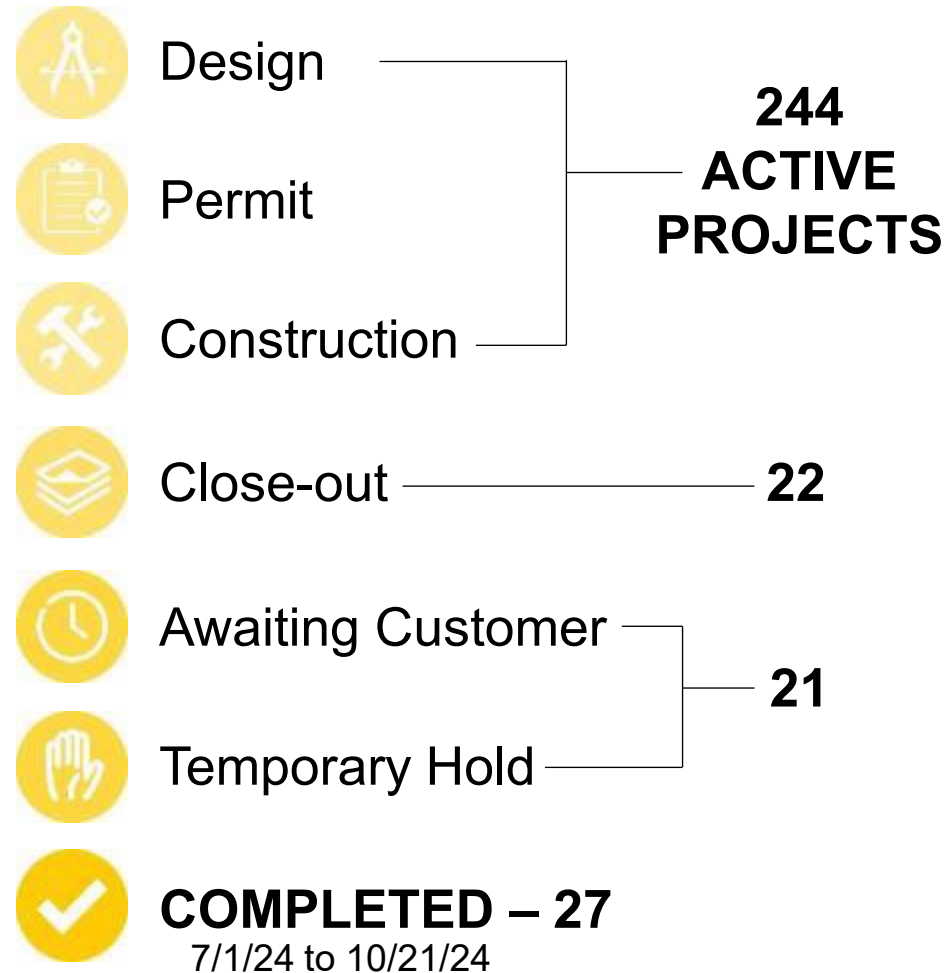 Design
244
ACTIVE
PROJECTS
Permit
Construction
Close-out
22
Awaiting Customer
21
Temporary Hold
COMPLETED – 27
7/1/24 to 10/21/24